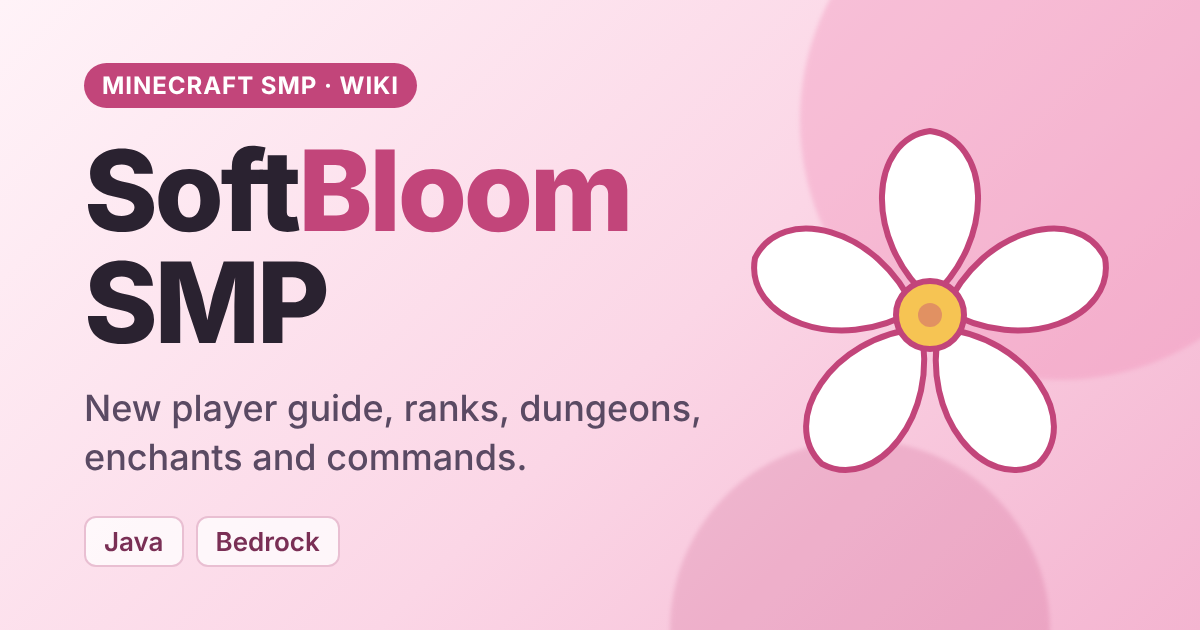 MINECRAFT SMP · WIKI
SoftBloom
SMP
New player guide, ranks, dungeons,
enchants and commands.
Java
Bedrock